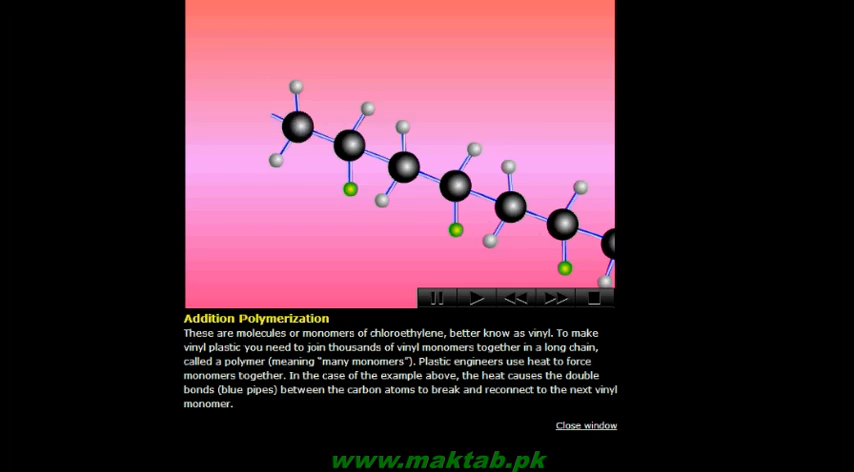 Addition Polymerization
These are molecules or monomers of chloroethylene, better know as vinyl. To make
vinyl plastic you need to join thousands of vinyl monomers together in a long chain,
called a polymer (meaning "many monomers"). Plastic engineers use heat to force
monomers together. In the case of the example above, the heat causes the double
bonds (blue pipes) between the carbon atoms to break and reconnect to the next vinyl
monomer.
Close window
www.maktab.pk